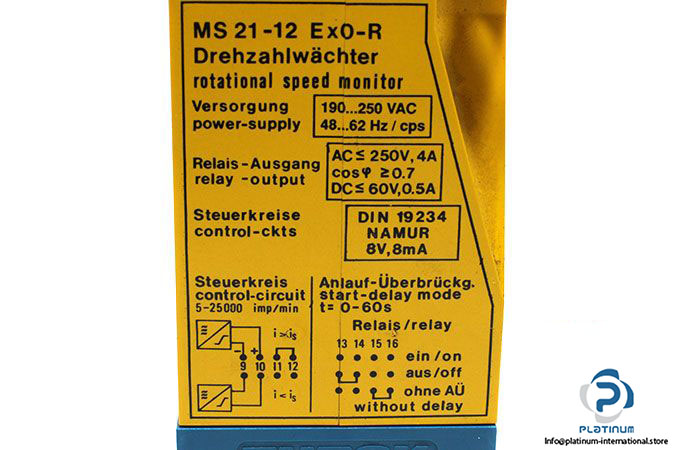 MS 21-12 Ex0-R
Drehzahlwächter
rotational speed monitor
Versorgung
power-supply
190...250 VAC
48...62 Hz / cps
Relais-Ausgang
relay -output
AC ≤ 250V, 4A
cos φ ≥ 0.7
DC ≤ 60V, 0.5A
Steuerkreise
control-ckts
DIN 19234
NAMUR
8V, 8mA
Steuerkreis
control-circuit
5-25000 imp/min
- +
9 10 11 12
i > is
i < is
Anlauf-Überbrückg.
start-delay mode
t= 0-60s
Relais/relay
13 14 15 16
ein/on
aus/off
ohne AÜ
without delay
PLATINUM
Info@platinum-international.store